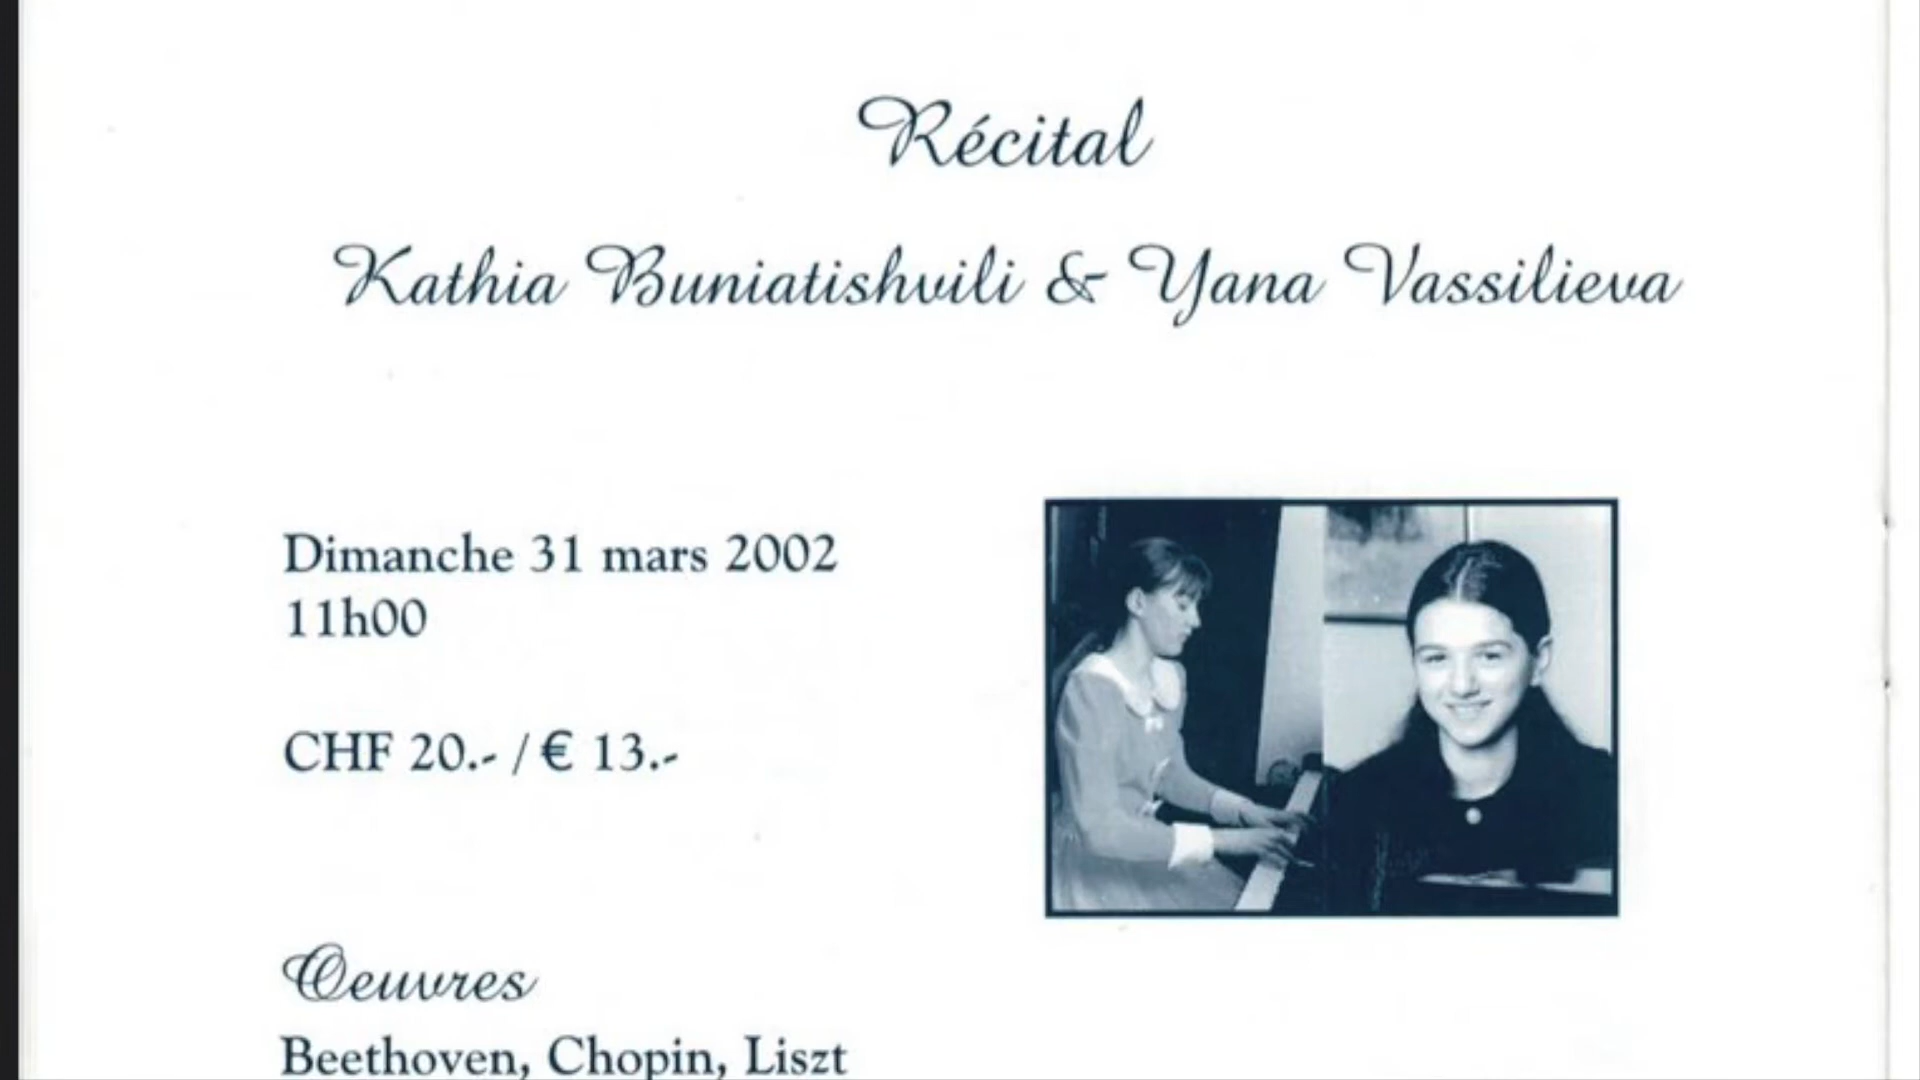 Récital
Kathia Buniatishvili & Yana Vassilieva
Dimanche 31 mars 2002
11h00
CHF 20.- / € 13.-
Oeuvres
Beethoven, Chopin, Liszt